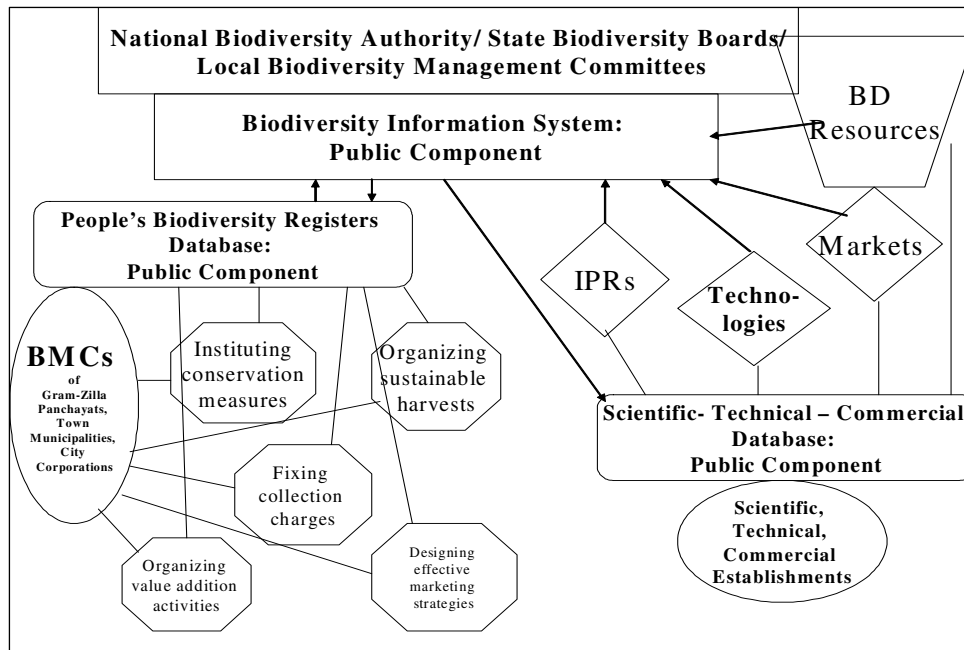 National Biodiversity Authority/ State Biodiversity Boards/
Local Biodiversity Management Committees
BD
Resources
Biodiversity Information System:
Public Component
People's Biodiversity Registers
Database:
Public Component
IPRs
Techno-
logies
Markets
BMCs
of
Gram-Zilla
Panchayats,
Town
Municipalities,
City
Corporations
Instituting
conservation
measures
Organizing
sustainable
harvests
Scientific- Technical – Commercial
Database:
Public Component
Fixing
collection
charges
Scientific,
Technical,
Commercial
Establishments
Organizing
value addition
activities
Designing
effective
marketing
strategies